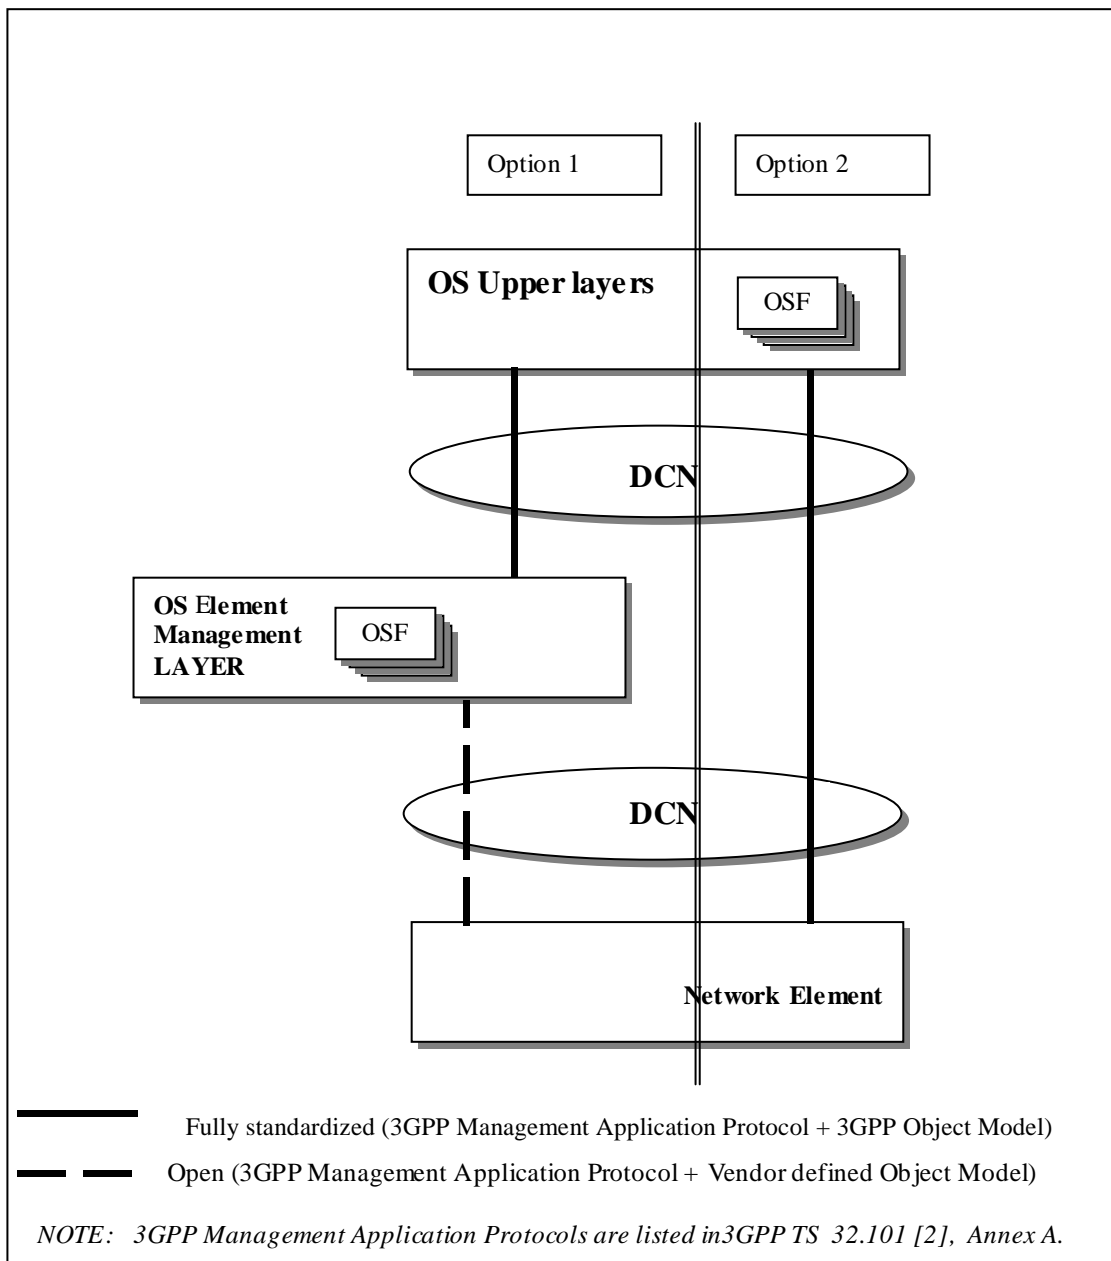 Option 1
Option 2
OS Upper layers
OSF
DCN
OS Element
Management
LAYER
OSF
DCN
Network Element
Fully standardized (3GPP Management Application Protocol + 3GPP Object Model)
Open (3GPP Management Application Protocol + Vendor defined Object Model)
NOTE: 3GPP Management Application Protocols are listed in3GPP TS 32.101 [2], Annex A.